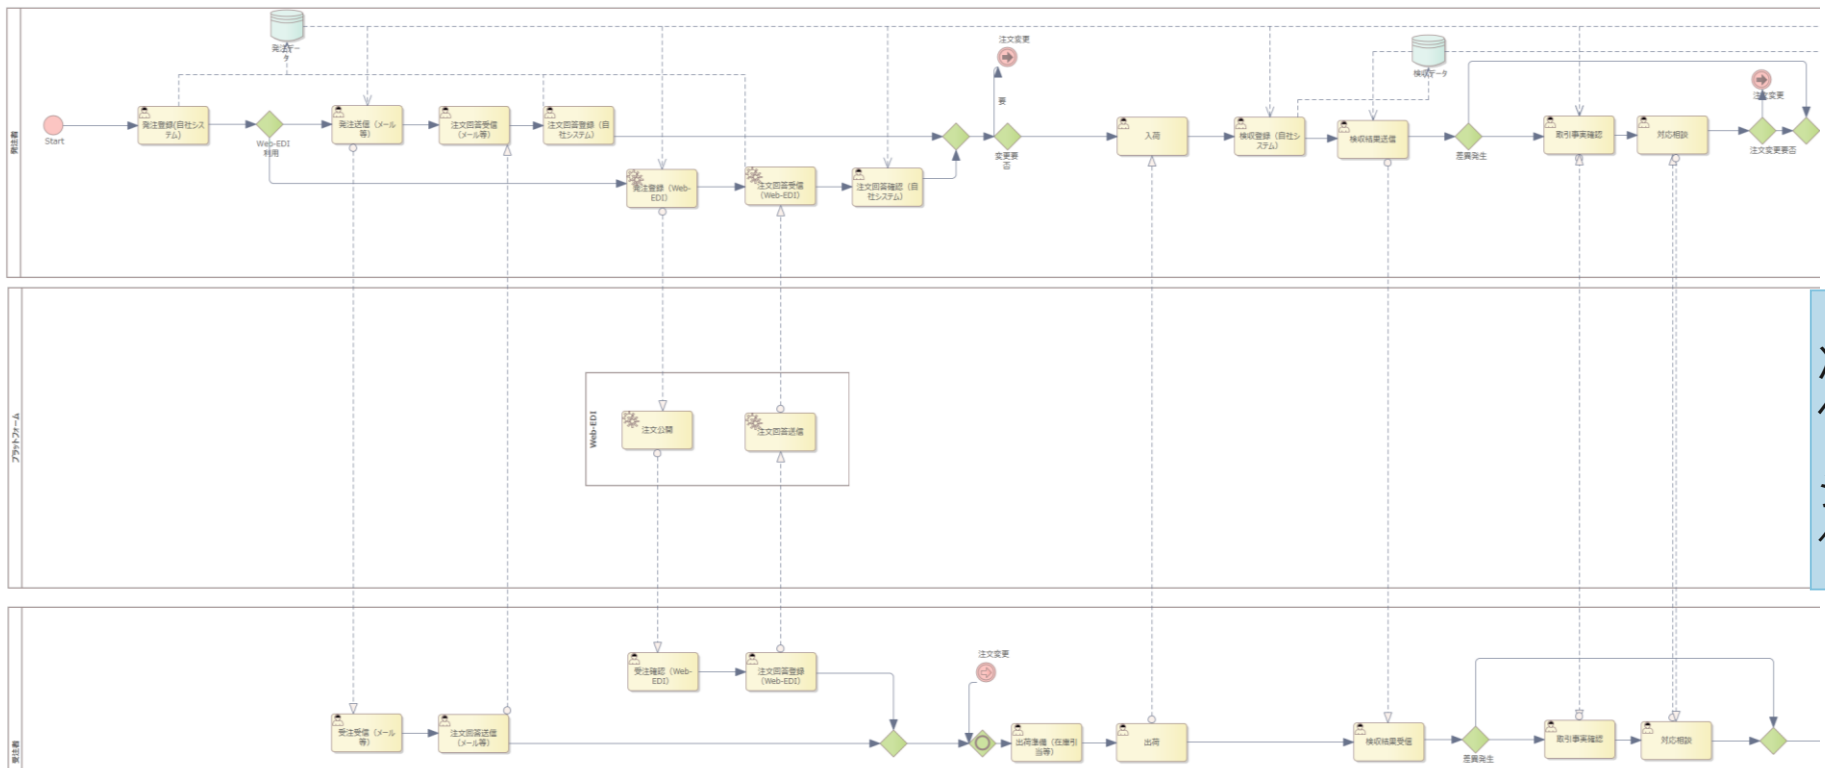 発注者
発注デー
タ
Start
発注登録(自社シス
テム)
Web-EDI
利用
発注送信（メール
等）
注文回答受信
（メール等）
注文回答登録（自
社システム）
発注登録（Web-
EDI）
注文回答受信
（Web-EDI）
注文回答確認（自
社システム）
注文変更
要
変更要
否
入荷
検収登録（自社シ
ステム）
検収データ
検収結果送信
差異発生
取引事実確認
対応相談
注文変更
注文変更要否
プラットフォーム
Web-EDI
注文公開
注文回答送信
受注者
受注受信（メール
等）
注文回答送信
（メール等）
受注確認（Web-
EDI）
注文回答登録
（Web-EDI）
注文変更
出荷準備（在庫引
当等）
出荷
検収結果受信
差異発生
取引事実確認
対応相談